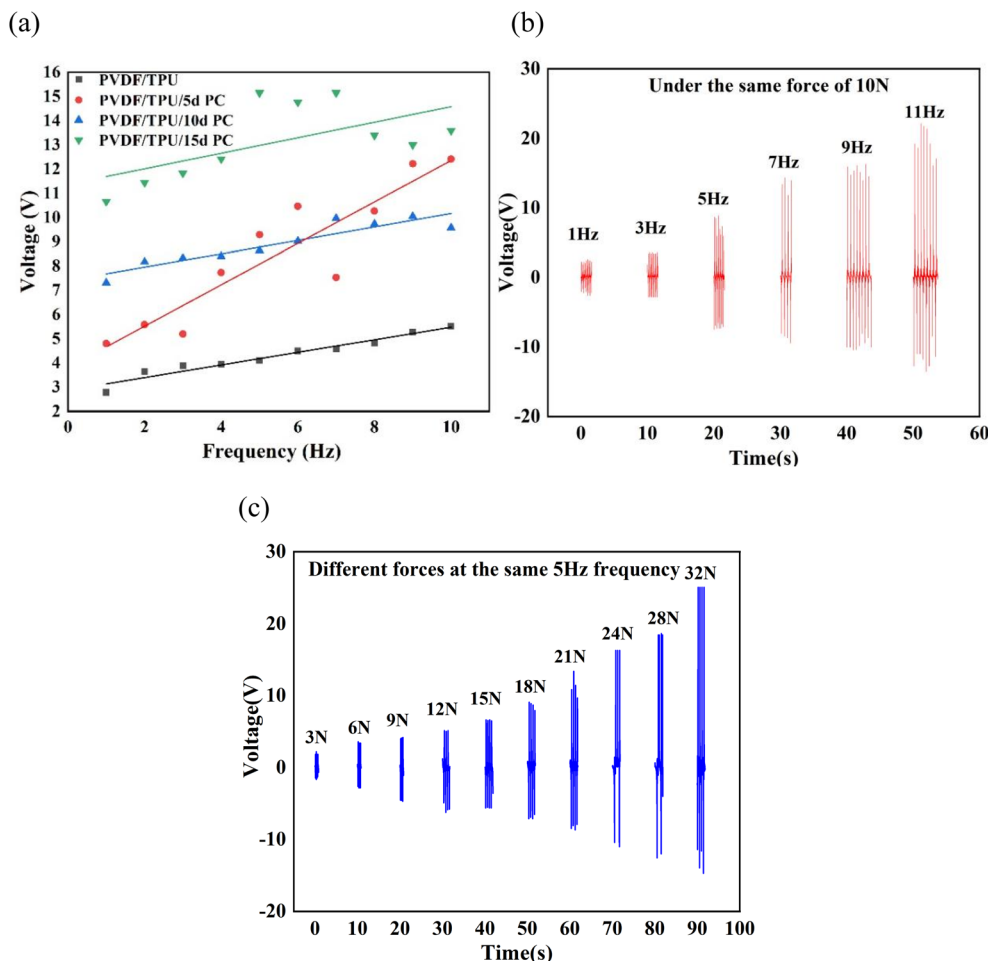 (a)
16
15
14
13
12
11
10
9
8
7
6
5
4
3
2
Voltage (V)
PVDF/TPU
PVDF/TPU/5d PC
PVDF/TPU/10d PC
PVDF/TPU/15d PC
0 2 4 6 8 10
Frequency (Hz)
(b)
30
20
10
0
-10
-20
Voltage(V)
Under the same force of 10N
1Hz 3Hz 5Hz 7Hz 9Hz 11Hz
0 10 20 30 40 50 60
Time(s)
(c)
30
20
10
0
-10
-20
Voltage(V)
Different forces at the same 5Hz frequency
3N 6N 9N 12N 15N 18N 21N 24N 28N 32N
0 10 20 30 40 50 60 70 80 90 100
Time(s)